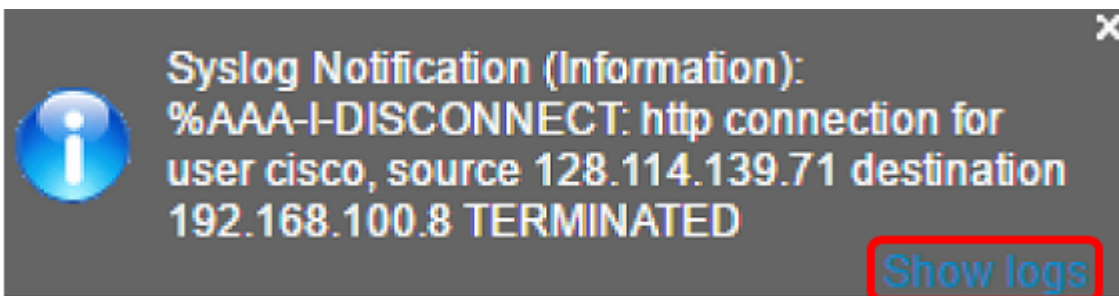 Syslog Notification (Information):
%AAA-I-DISCONNECT: http connection for
user cisco, source 128.114.139.71 destination
192.168.100.8 TERMINATED
Show logs